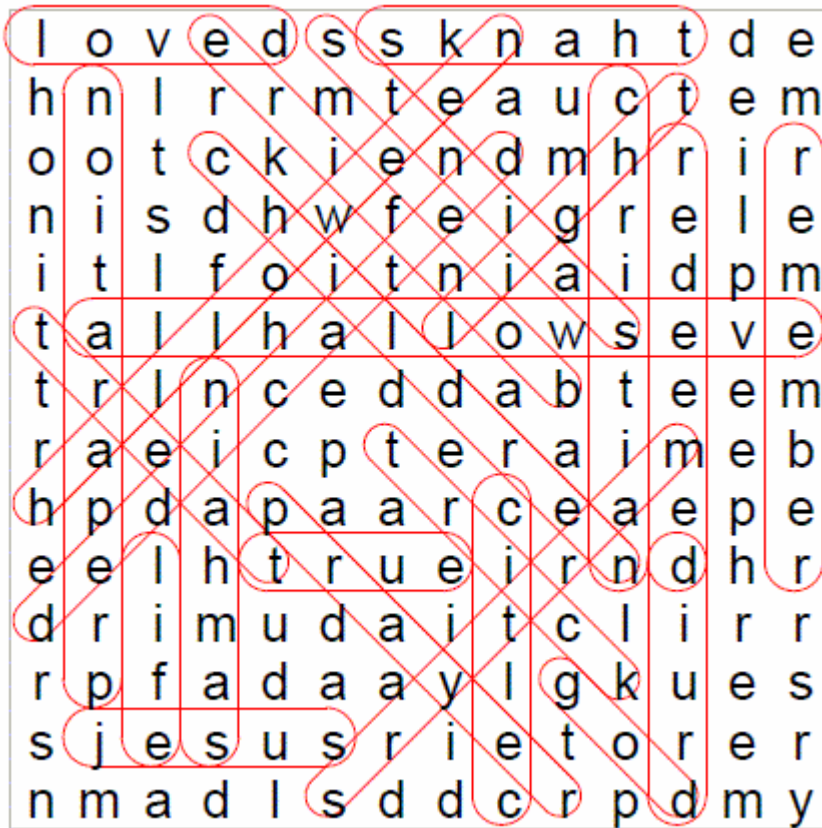 l o v e d s s k n a h t d e
h n l r r m t e a u c t e m
o o t c k i e n d m h r i r
n i s d h w f e i g r e l e
i t l f o i t n i a i d p m
t a l l h a l l o w s e v e
t r l n c e d d a b t e e m
r a e i c p t e r a i m e b
h p d a p a a r c e a e p e
e e l h t r u e i r n d h r
d r i m u d a i t c l i r r
r p f a d a a y l g k u e s
s j e s u s r i e t o r e r
n m a d l s d d c r p d m y